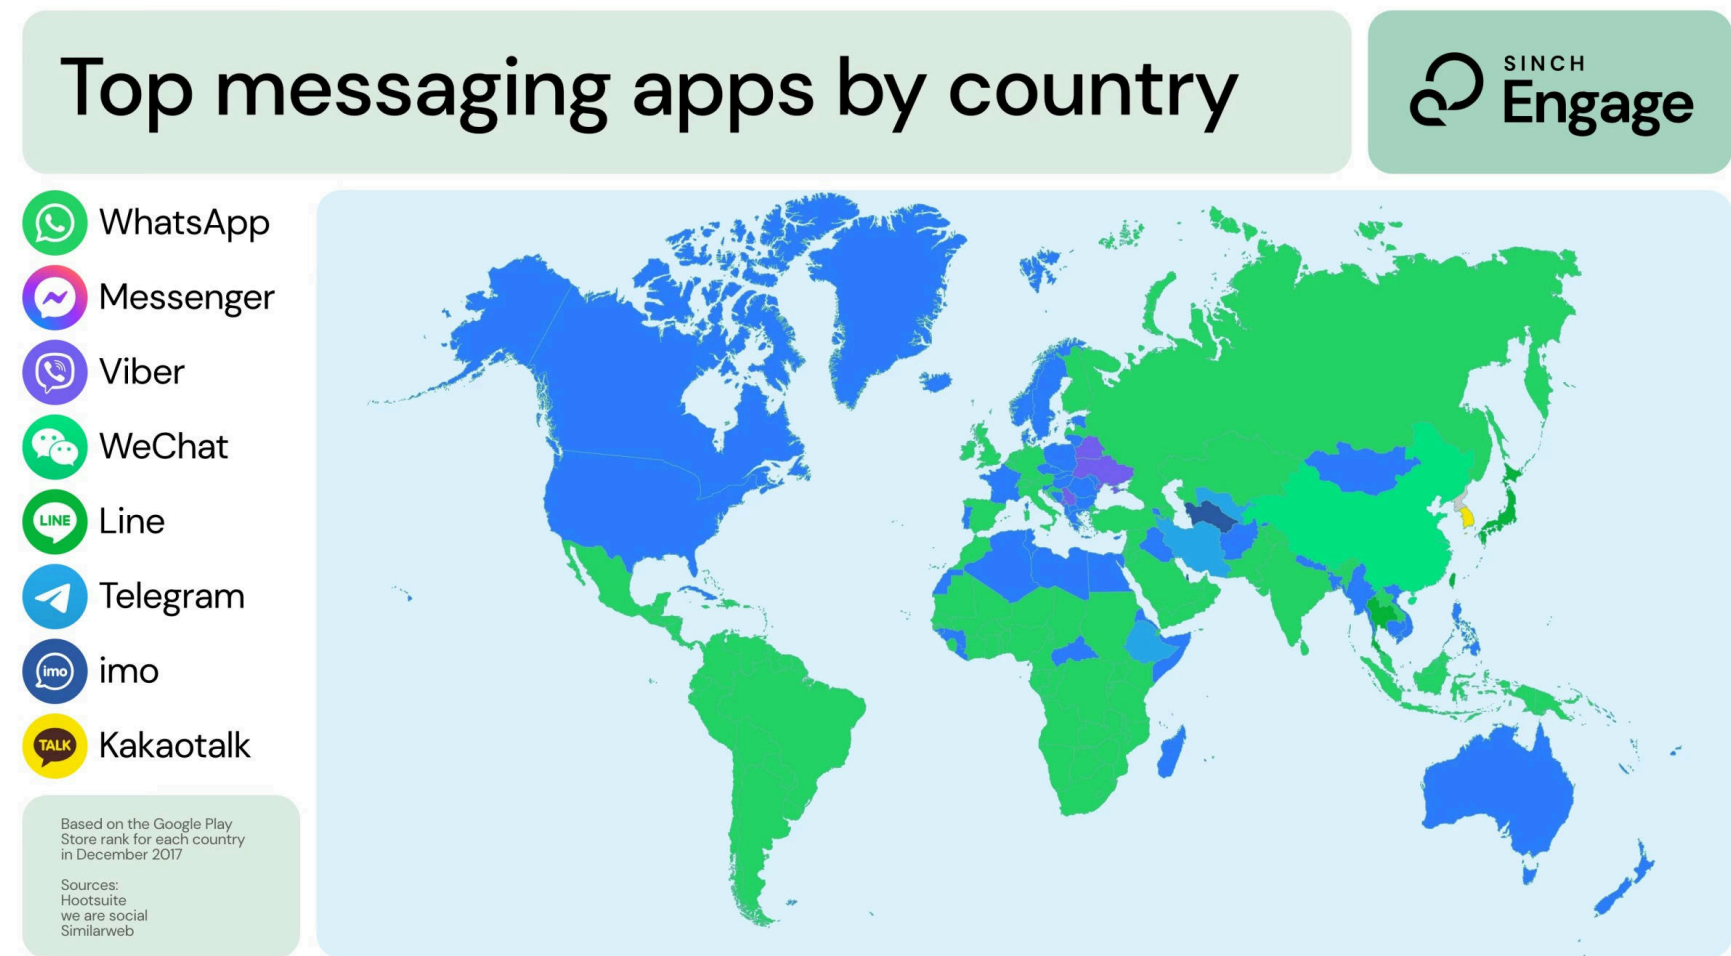 Top messaging apps by country
SINCH
Engage
WhatsApp
Messenger
Viber
WeChat
LINE
Line
Telegram
imo
imo
TALK
Kakaotalk
Based on the Google Play
Store rank for each country
in December 2017
Sources:
Hootsuite
we are social
Similarweb